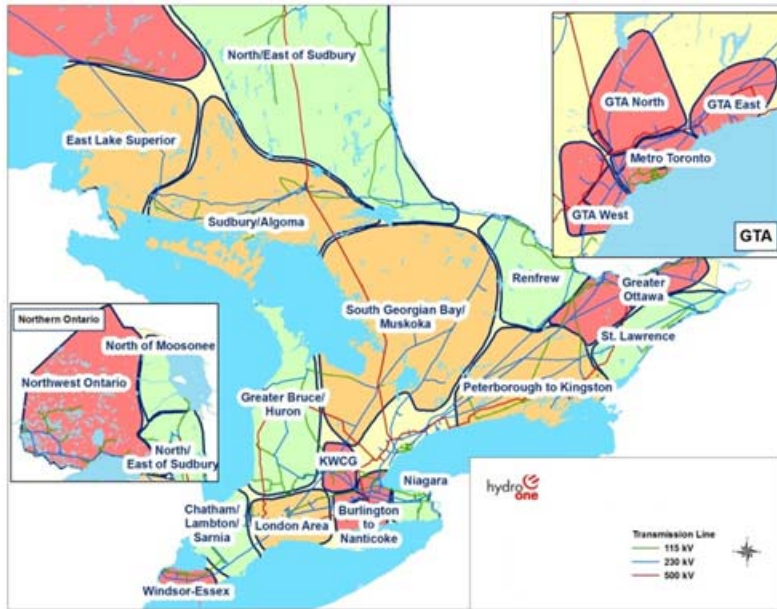 North/East of Sudbury
East Lake Superior
Sudbury/Algoma
GTA North
GTA East
Metro Toronto
GTA West
GTA
Renfrew
Greater
Ottawa
South Georgian Bay/
Muskoka
St. Lawrence
Northern Ontario
North of Moosonee
Northwest Ontario
North/
East of Sudbury
Peterborough to Kingston
Greater Bruce/
Huron
KWCG
Niagara
Chatham/
Lambton/
Sarnia
London Area
Burlington
to
Nanticoke
Windsor-Essex
hydro
one
Transmission Line
115 kV
230 kV
500 kV